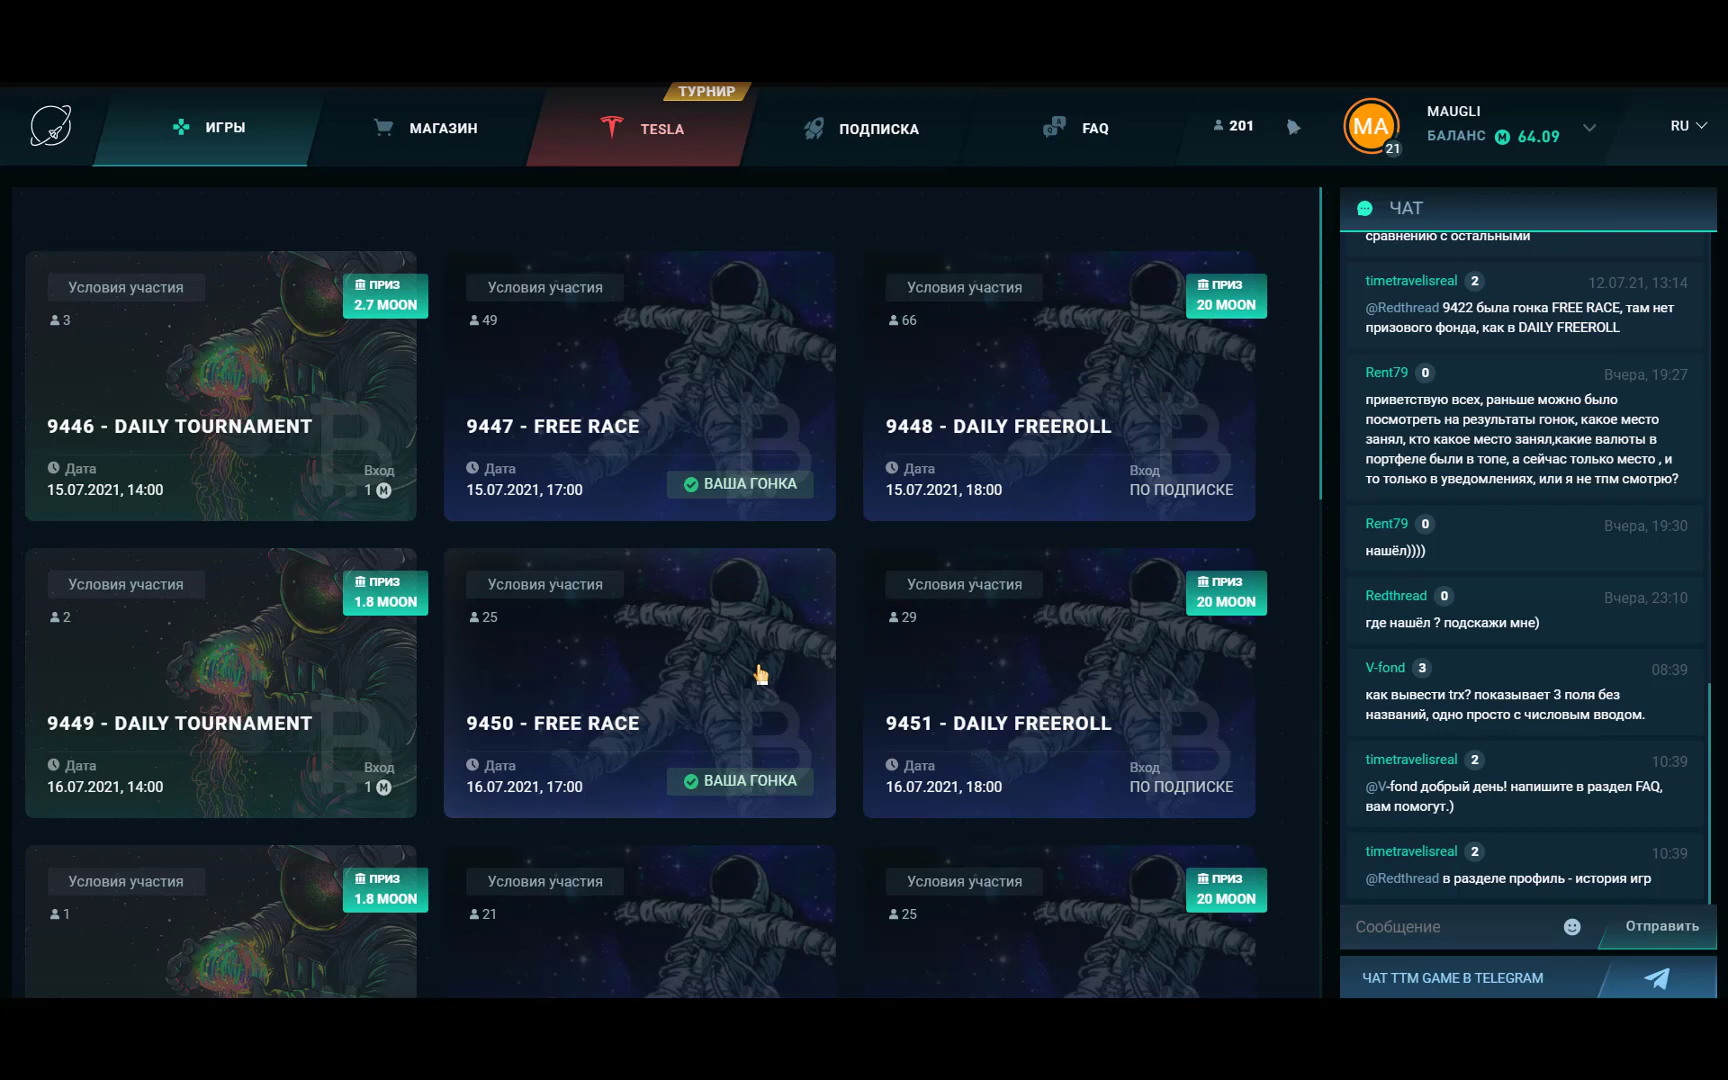 ИГРЫ
МАГАЗИН
ТУРНИР
TESLA
ПОДПИСКА
FAQ
201
MA
21
MAUGLI
БАЛАНС M 64.09
RU
Условия участия
3
ПРИЗ
2.7 MOON
9446 - DAILY TOURNAMENT
Дата
15.07.2021, 14:00
Вход
1 M
Условия участия
49
9447 - FREE RACE
Дата
15.07.2021, 17:00
ВАША ГОНКА
Условия участия
66
ПРИЗ
20 MOON
9448 - DAILY FREEROLL
Дата
15.07.2021, 18:00
Вход
ПО ПОДПИСКЕ
Условия участия
2
ПРИЗ
1.8 MOON
9449 - DAILY TOURNAMENT
Дата
16.07.2021, 14:00
Вход
1 M
Условия участия
25
9450 - FREE RACE
Дата
16.07.2021, 17:00
ВАША ГОНКА
Условия участия
29
ПРИЗ
20 MOON
9451 - DAILY FREEROLL
Дата
16.07.2021, 18:00
Вход
ПО ПОДПИСКЕ
Условия участия
1
ПРИЗ
1.8 MOON
Условия участия
21
Условия участия
25
ПРИЗ
20 MOON
ЧАТ
сравнению с остальными
timetravelisreal 2 12.07.21, 13:14
@Redthread 9422 была гонка FREE RACE, там нет
призового фонда, как в DAILY FREEROLL
Rent79 0 Вчера, 19:27
приветствую всех, раньше можно было
посмотреть на результаты гонок, какое место
занял, кто какое место занял,какие валюты в
портфеле были в топе, а сейчас только место , и
то только в уведомлениях, или я не тпм смотрю?
Rent79 0 Вчера, 19:30
нашёл))))
Redthread 0 Вчера, 23:10
где нашёл ? подскажи мне)
V-fond 3 08:39
как вывести trx? показывает 3 поля без
названий, одно просто с числовым вводом.
timetravelisreal 2 10:39
@V-fond добрый день! напишите в раздел FAQ,
вам помогут.)
timetravelisreal 2 10:39
@Redthread в разделе профиль - история игр
Сообщение
Отправить
ЧАТ TTM GAME В TELEGRAM